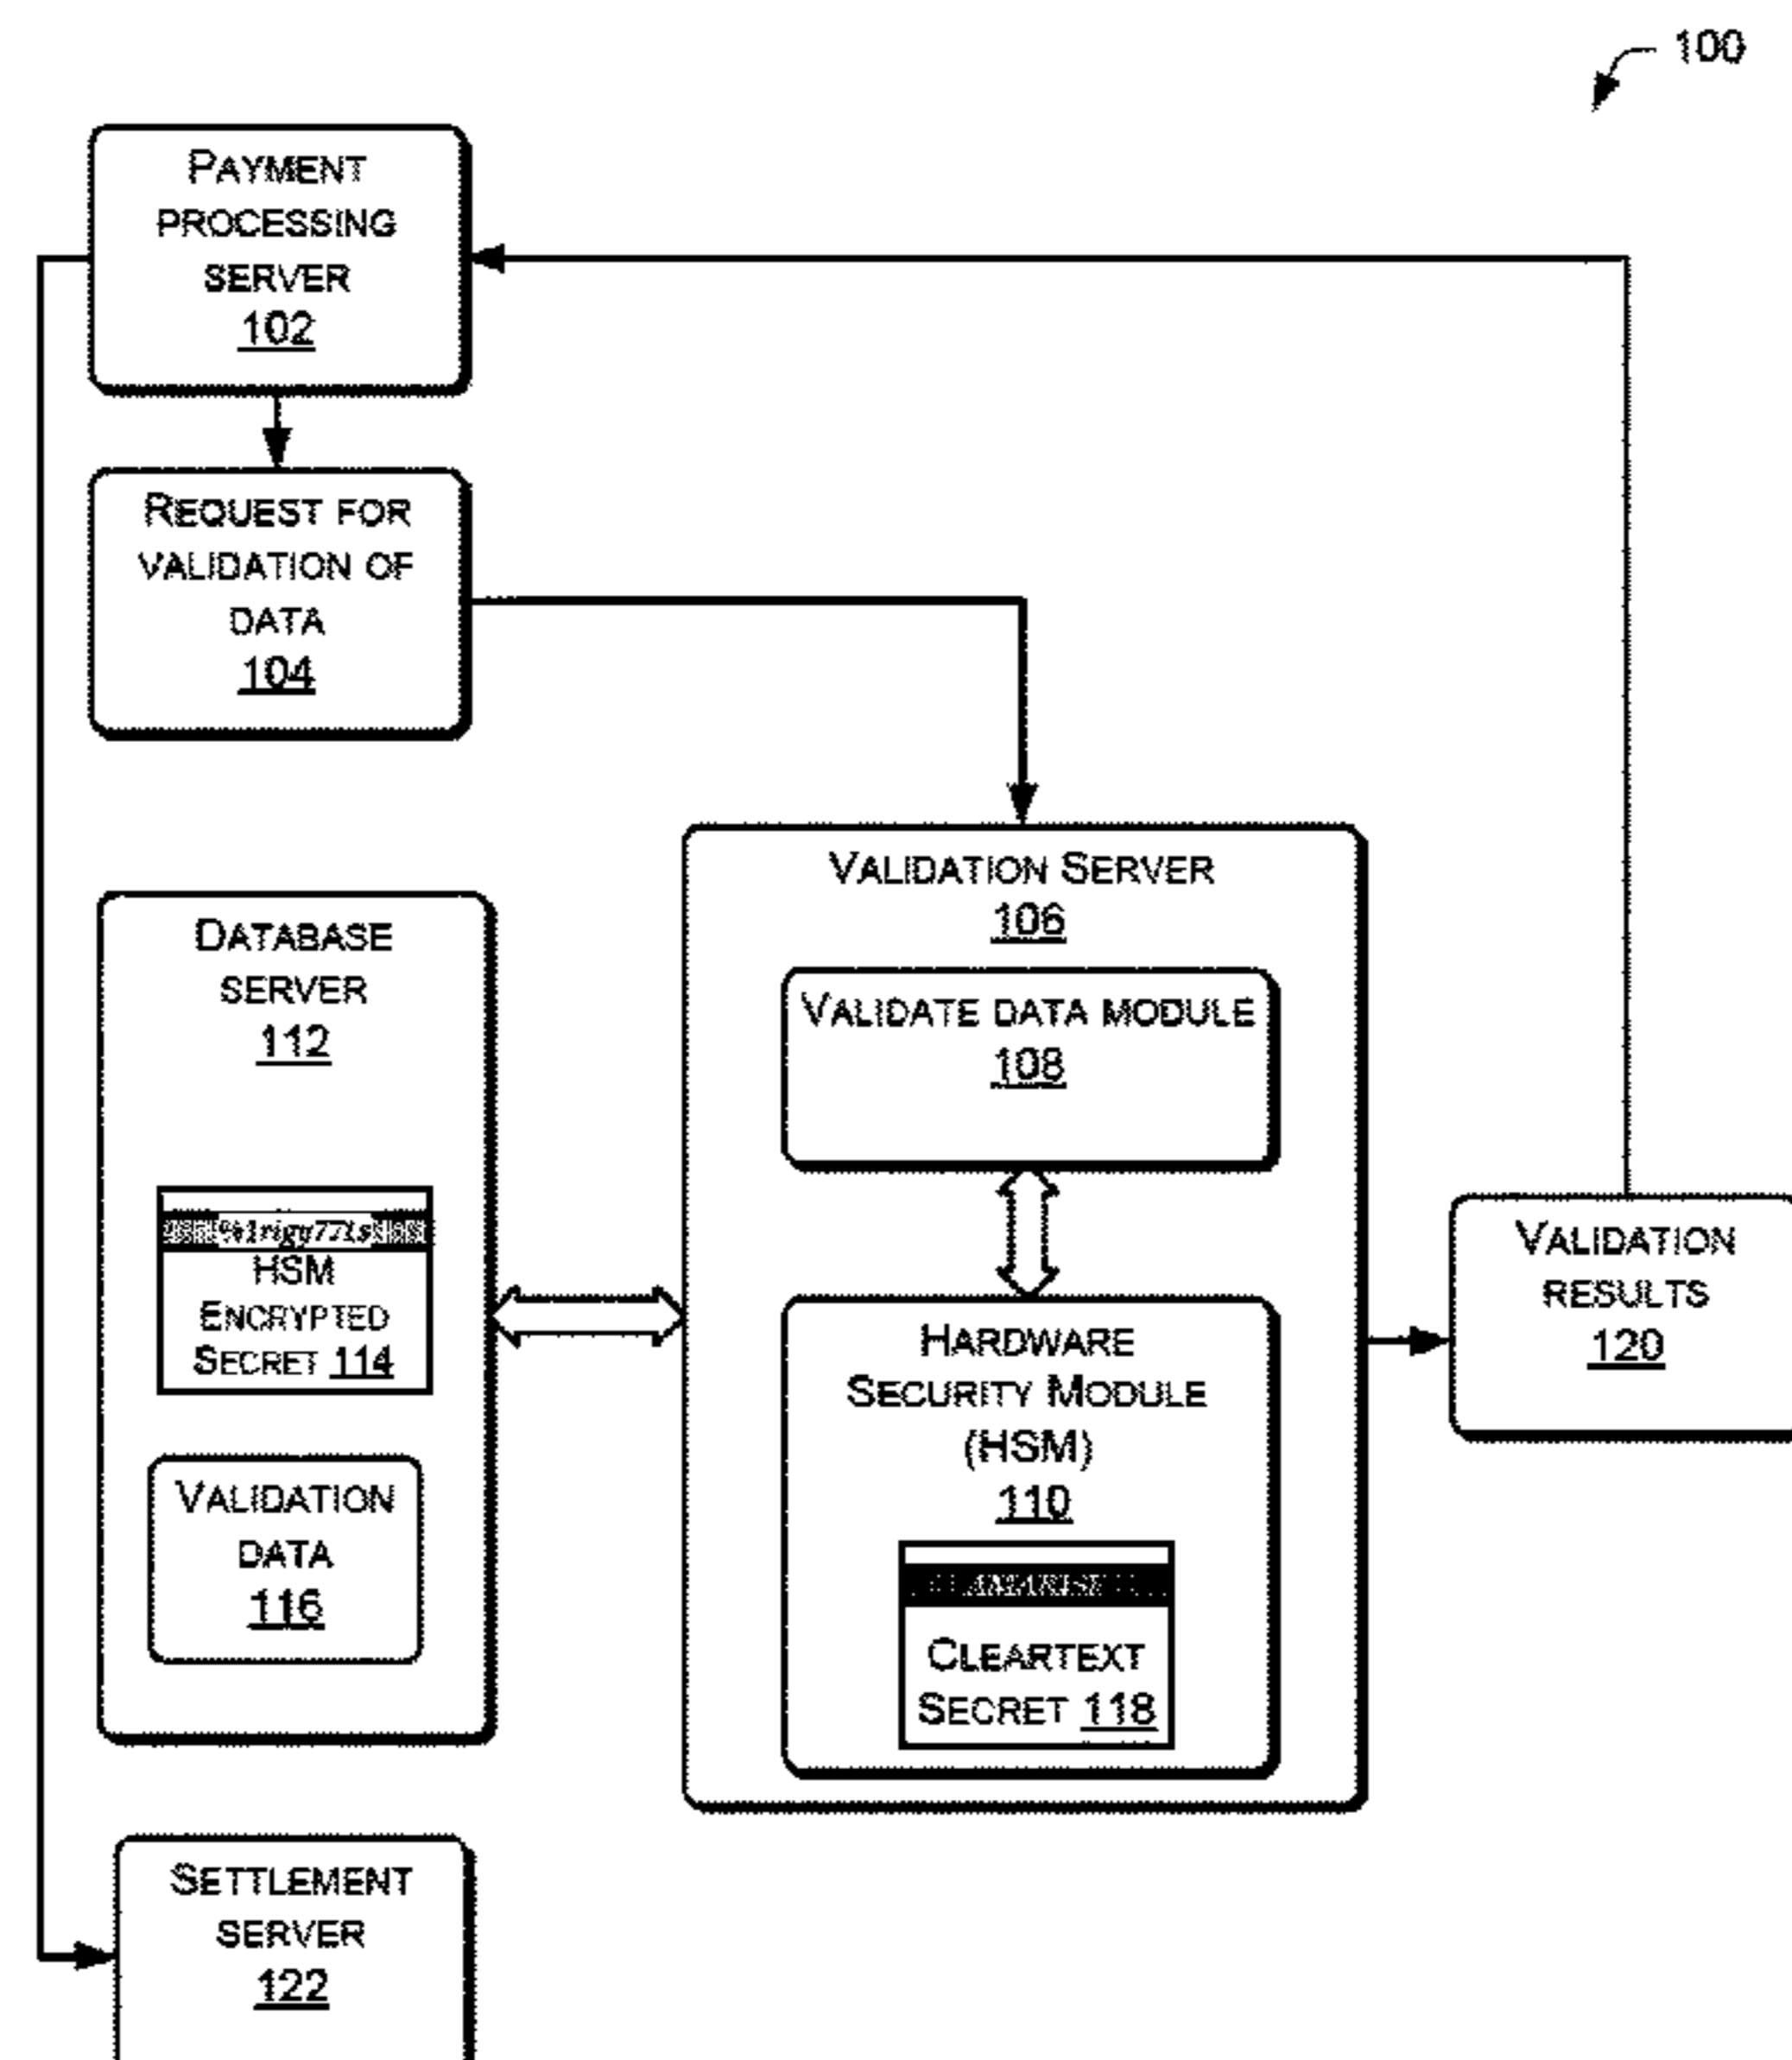 100
PAYMENT
PROCESSING
SERVER
102
REQUEST FOR
VALIDATION OF
DATA
104
VALIDATION SERVER
106
VALIDATE DATA MODULE
108
HARDWARE
SECURITY MODULE
(HSM)
110
CLEARTEXT
SECRET 118
DATABASE
SERVER
112
HSM
ENCRYPTED
SECRET 114
VALIDATION
DATA
116
VALIDATION
RESULTS
120
SETTLEMENT
SERVER
122